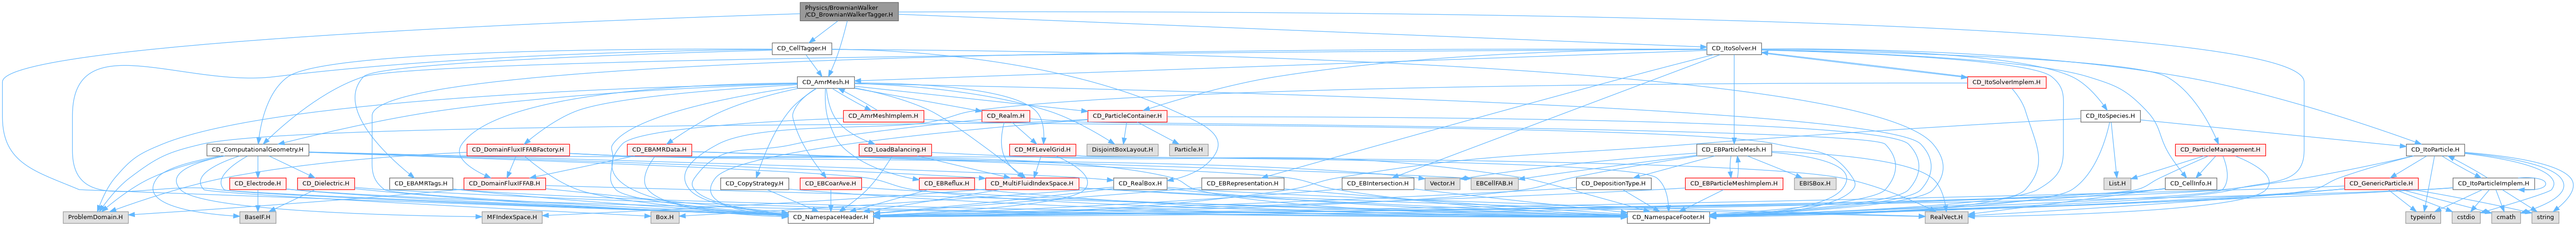 Physics/BrownianWalker
/CD_BrownianWalkerTagger.H
CD_CellTagger.H
CD_ItoSolver.H
CD_AmrMesh.H
CD_ItoSolverImplem.H
CD_AmrMeshImplem.H
CD_Realm.H
CD_ParticleContainer.H
CD_ItoSpecies.H
CD_ComputationalGeometry.H
CD_DomainFluxIFFABFactory.H
CD_EBAMRData.H
CD_LoadBalancing.H
CD_MFLevelGrid.H
DisjointBoxLayout.H
Particle.H
CD_EBParticleMesh.H
CD_ParticleManagement.H
CD_ItoParticle.H
CD_Electrode.H
CD_Dielectric.H
CD_EBAMRTags.H
CD_DomainFluxIFFAB.H
CD_CopyStrategy.H
CD_EBCoarAve.H
CD_EBReflux.H
CD_MultiFluidIndexSpace.H
CD_RealBox.H
CD_EBRepresentation.H
CD_EBIntersection.H
Vector.H
EBCellFAB.H
CD_DepositionType.H
CD_EBParticleMeshImplem.H
EBISBox.H
List.H
CD_CellInfo.H
CD_GenericParticle.H
CD_ItoParticleImplem.H
ProblemDomain.H
BaseIF.H
MFIndexSpace.H
Box.H
CD_NamespaceHeader.H
CD_NamespaceFooter.H
RealVect.H
typeinfo
cstdio
cmath
string